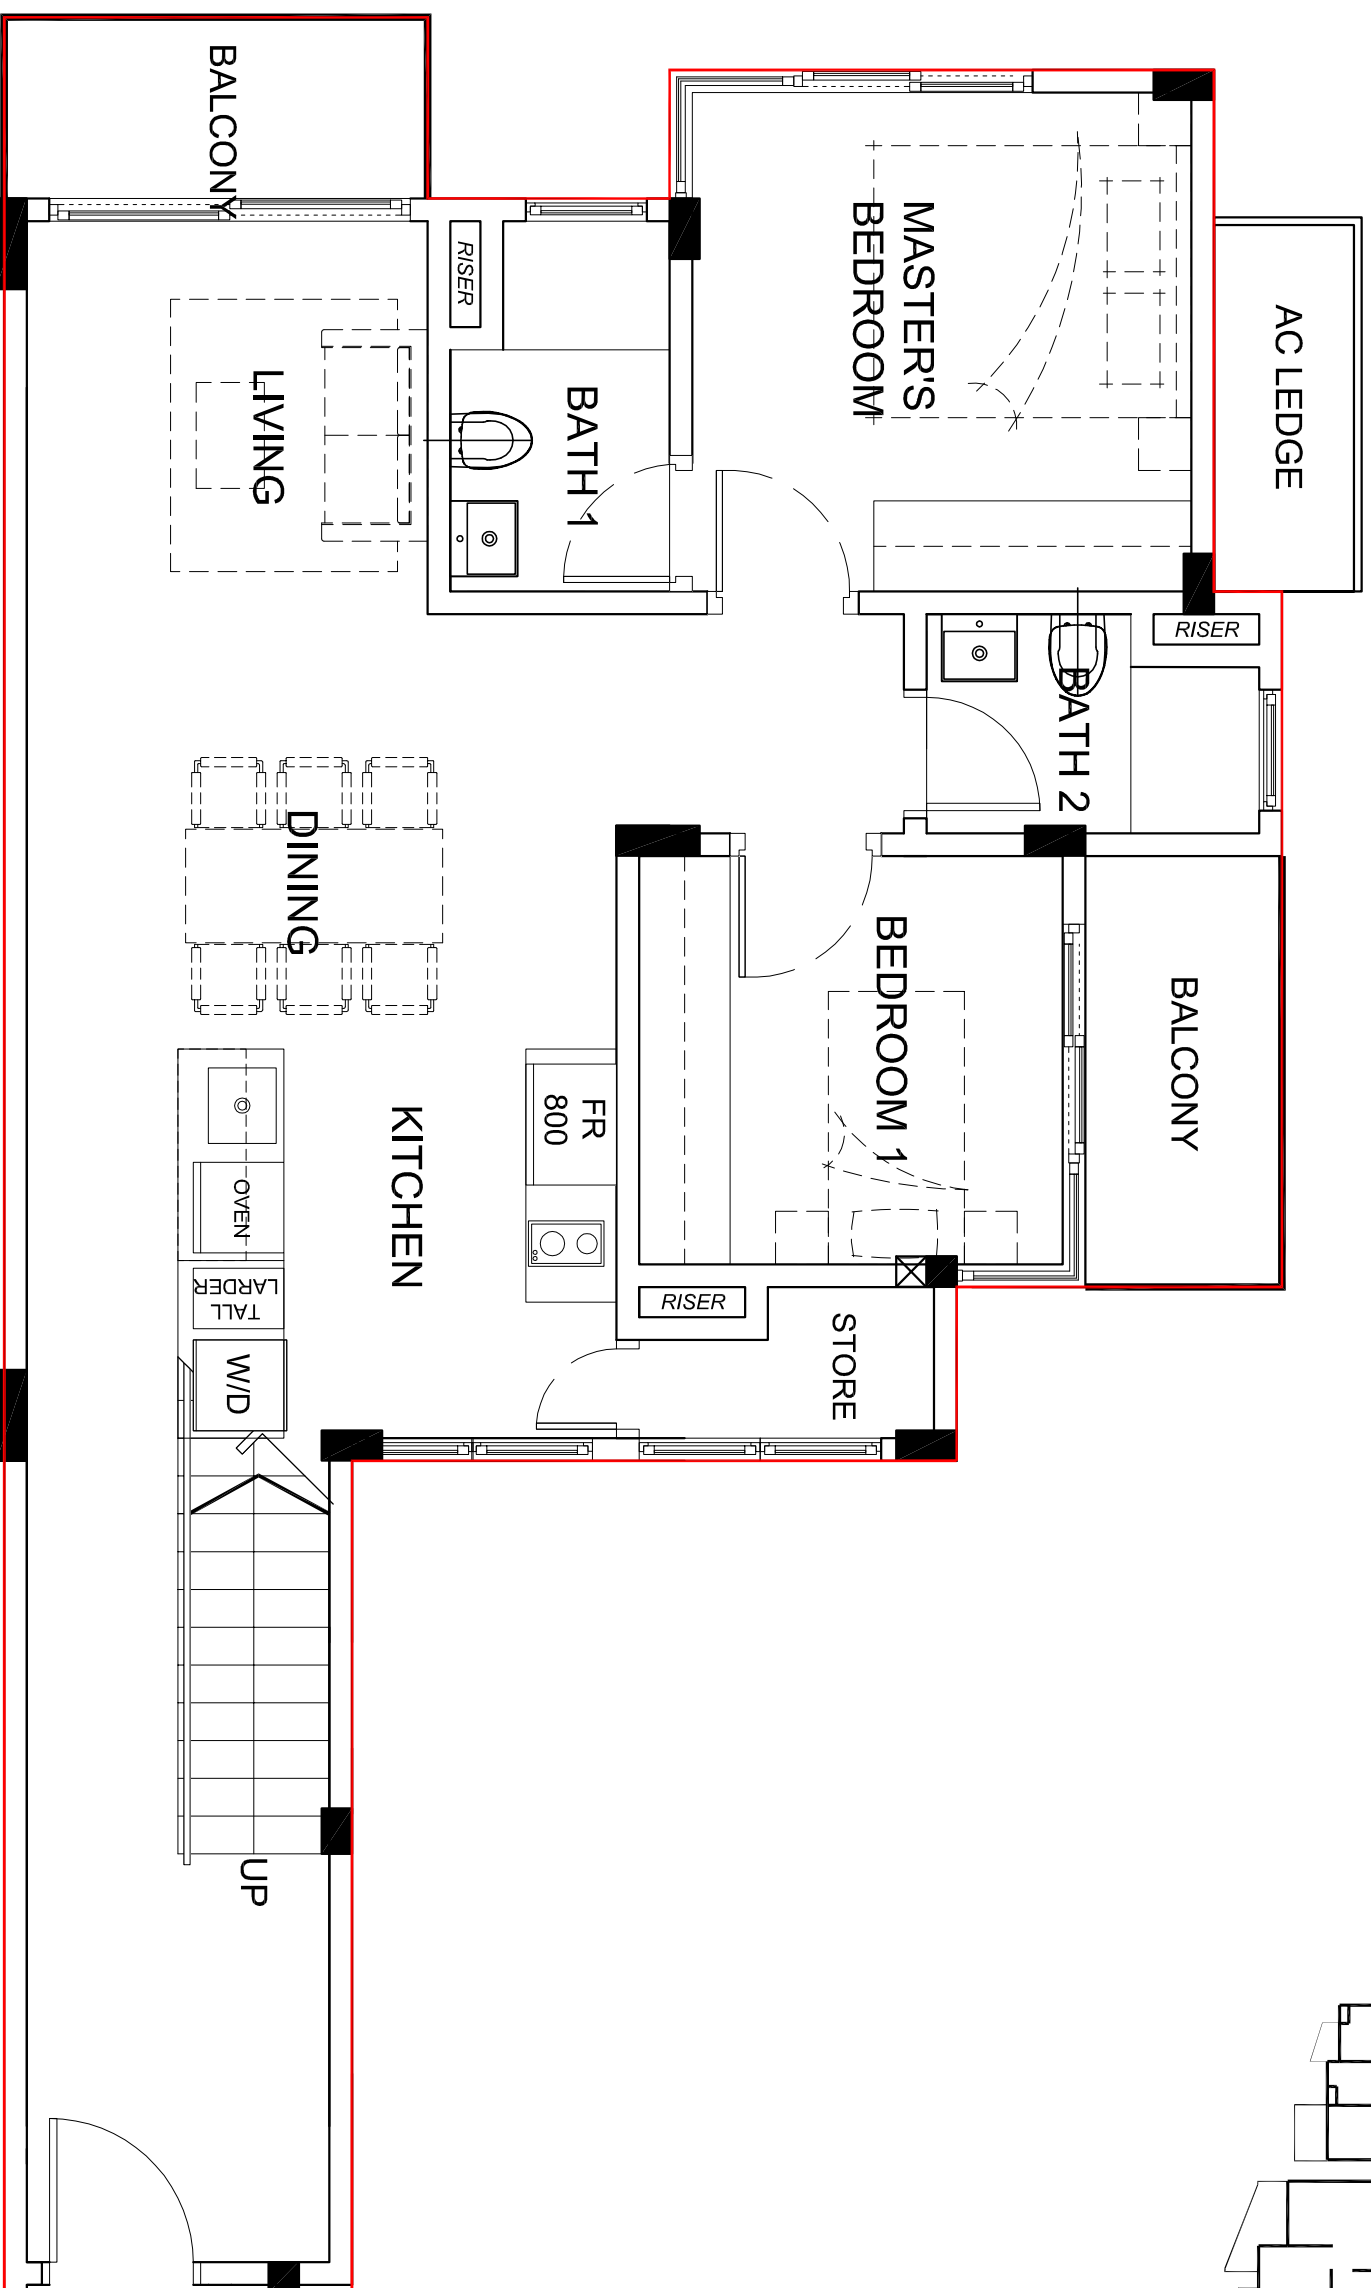 BALCONY
RISER
MASTER'S
BEDROOM
AC LEDGE
LIVING
BATH 1
RISER
BATH 2
DINING
BEDROOM 1
BALCONY
KITCHEN
FR
800
OVEN
TALL
LARDER
W/D
RISER
STORE
UP